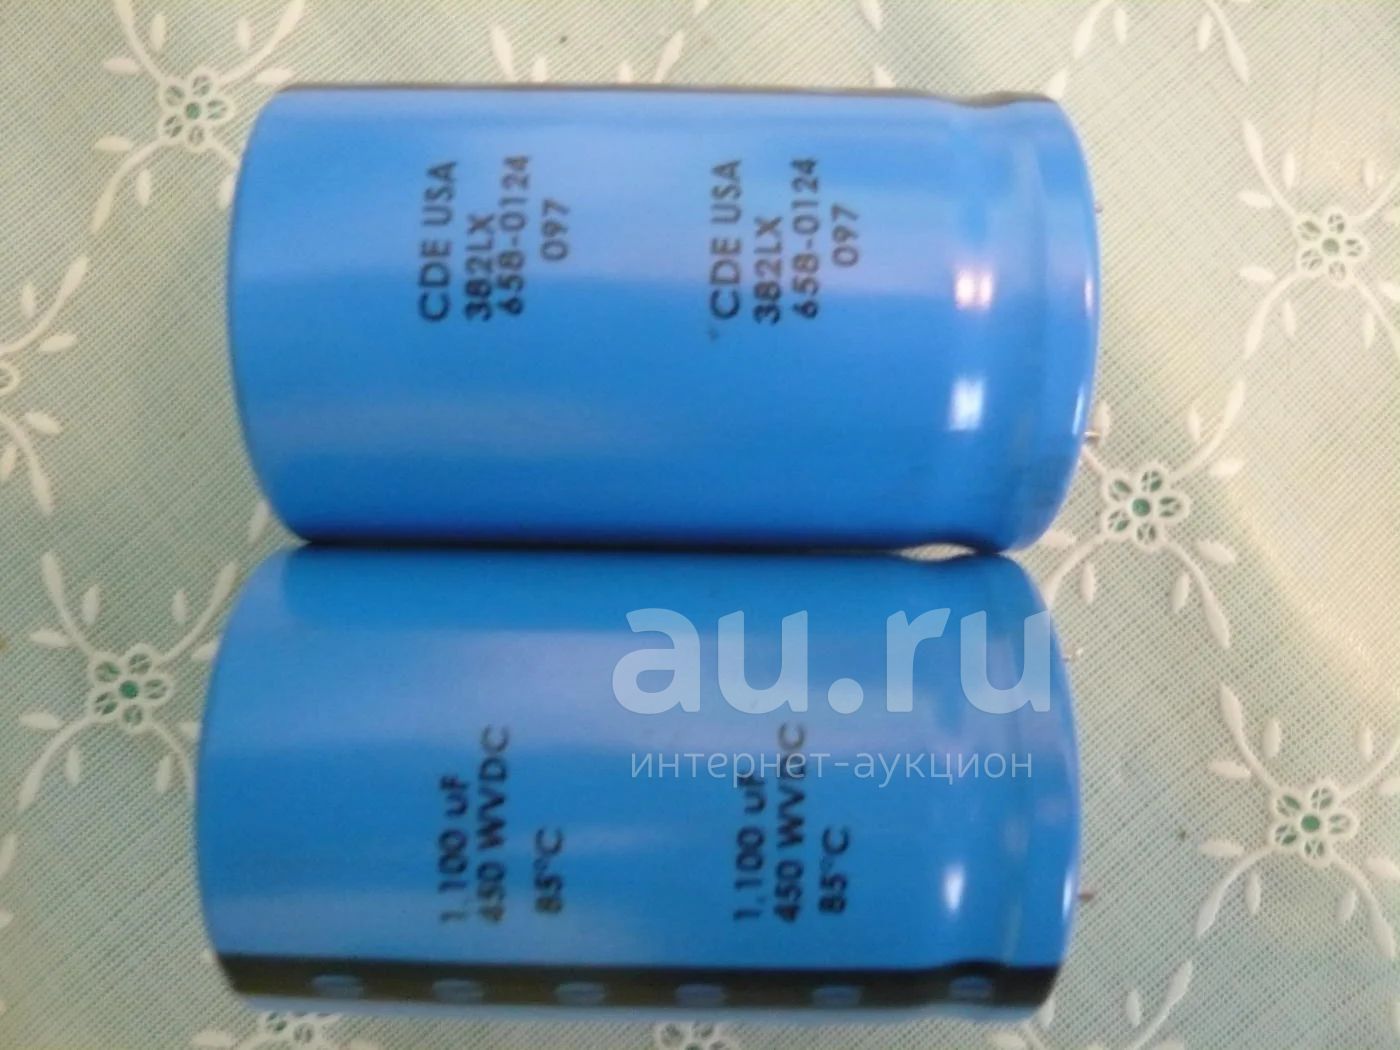 CDE USA
382LX
658-0124
097
CDE USA
382LX
658-0124
097
1,100 uF
450 WVDC
85°C
1,100 uF
450 WVDC
85°C
au.ru
интернет-аукцион